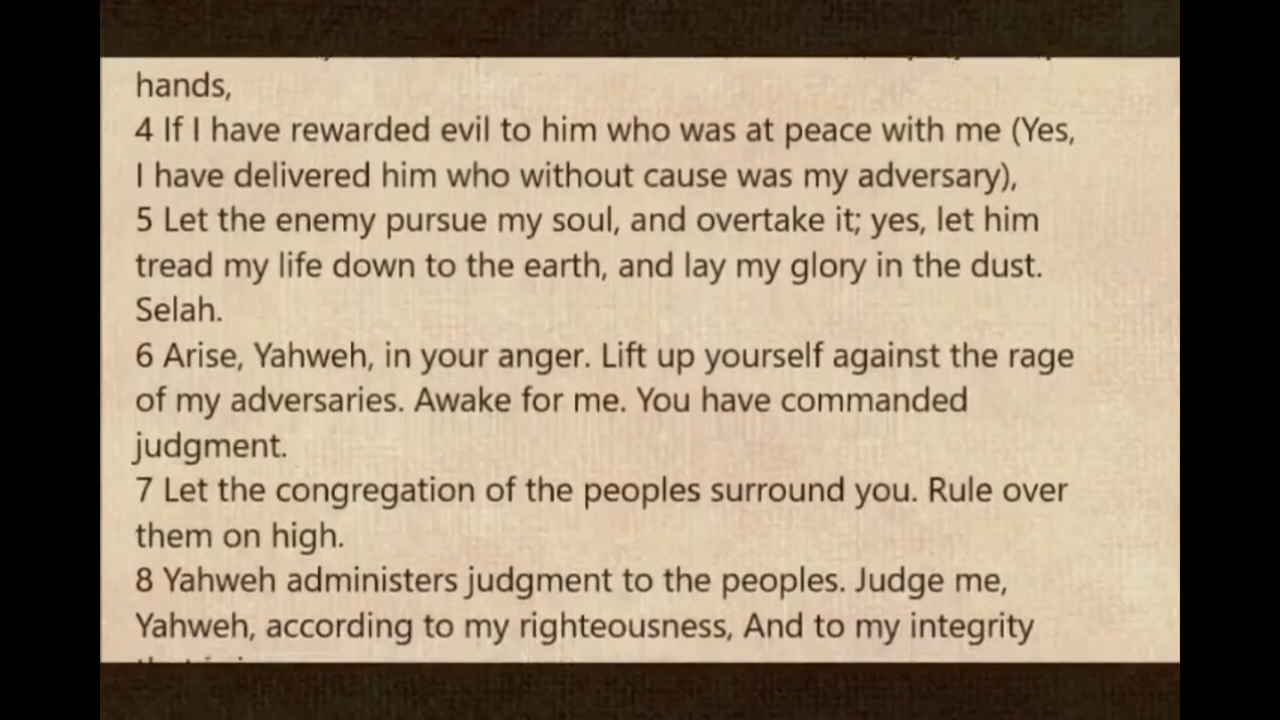 hands,
4 If I have rewarded evil to him who was at peace with me (Yes,
I have delivered him who without cause was my adversary),
5 Let the enemy pursue my soul, and overtake it; yes, let him
tread my life down to the earth, and lay my glory in the dust.
Selah.
6 Arise, Yahweh, in your anger. Lift up yourself against the rage
of my adversaries. Awake for me. You have commanded
judgment.
7 Let the congregation of the peoples surround you. Rule over
them on high.
8 Yahweh administers judgment to the peoples. Judge me,
Yahweh, according to my righteousness, And to my integrity